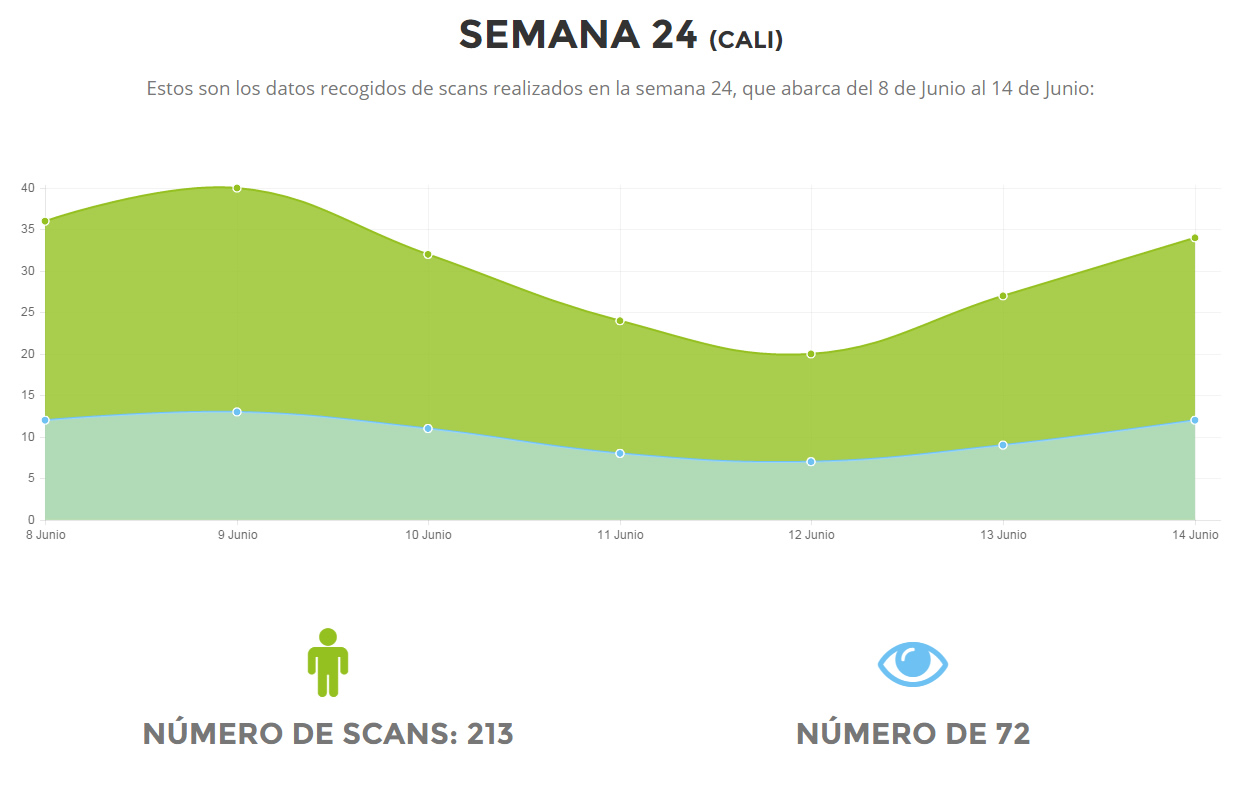 SEMANA 24 (CALI)
Estos son los datos recogidos de scans realizados en la semana 24, que abarca del 8 de Junio al 14 de Junio:
40
35
30
25
20
15
10
5
0
8 Junio 9 Junio 10 Junio 11 Junio 12 Junio 13 Junio 14 Junio
NÚMERO DE SCANS: 213 NÚMERO DE 72